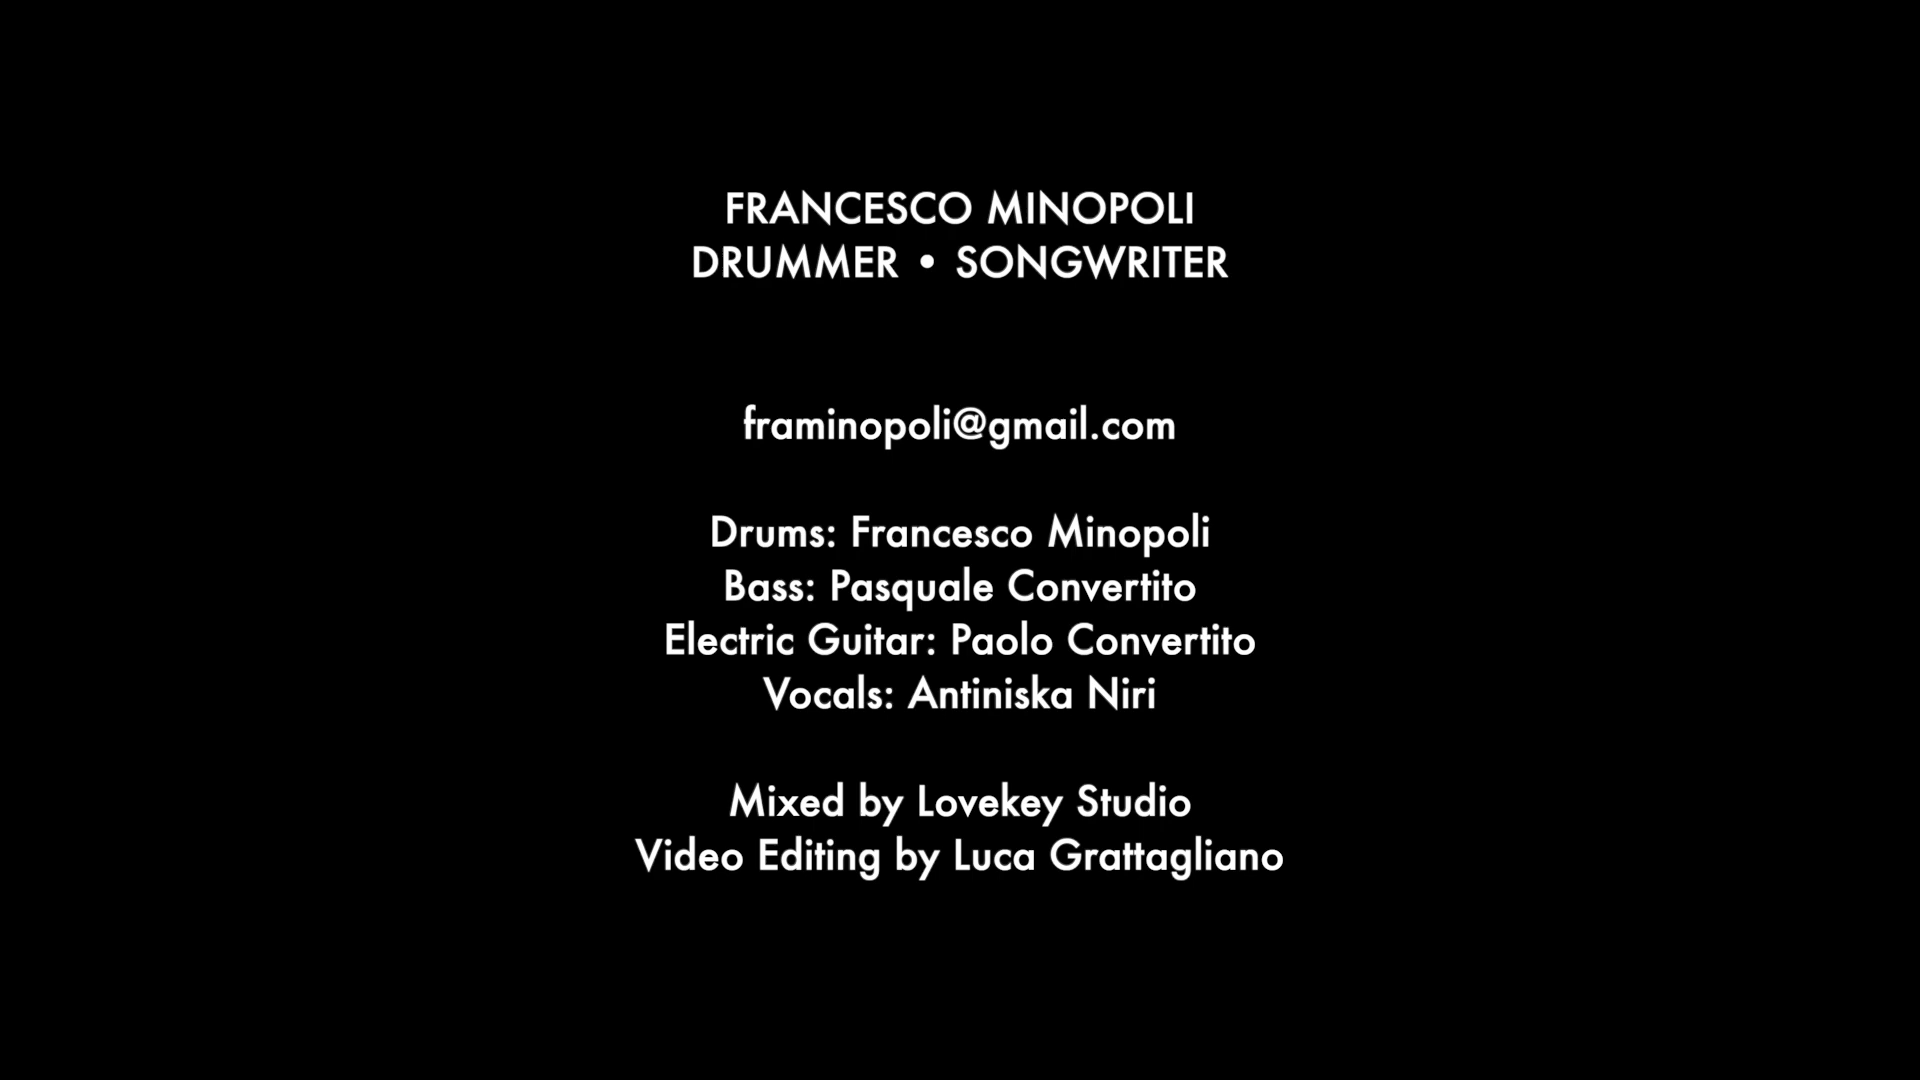 FRANCESCO MINOPOLI
DRUMMER • SONGWRITER
framinopoli@gmail.com
Drums: Francesco Minopoli
Bass: Pasquale Convertito
Electric Guitar: Paolo Convertito
Vocals: Antiniska Niri
Mixed by Lovekey Studio
Video Editing by Luca Grattagliano